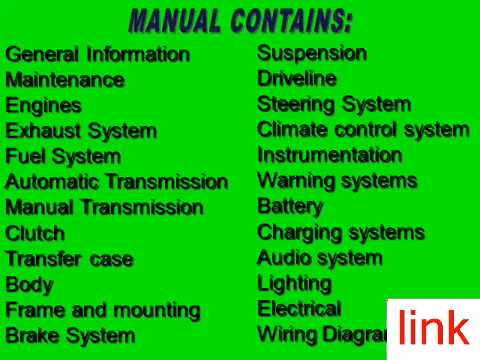 MANUAL CONTAINS:
General Information
Maintenance
Engines
Exhaust System
Fuel System
Automatic Transmission
Manual Transmission
Clutch
Transfer case
Body
Frame and mounting
Brake System
Suspension
Driveline
Steering System
Climate control system
Instrumentation
Warning systems
Battery
Charging systems
Audio system
Lighting
Electrical
Wiring Diagra
link